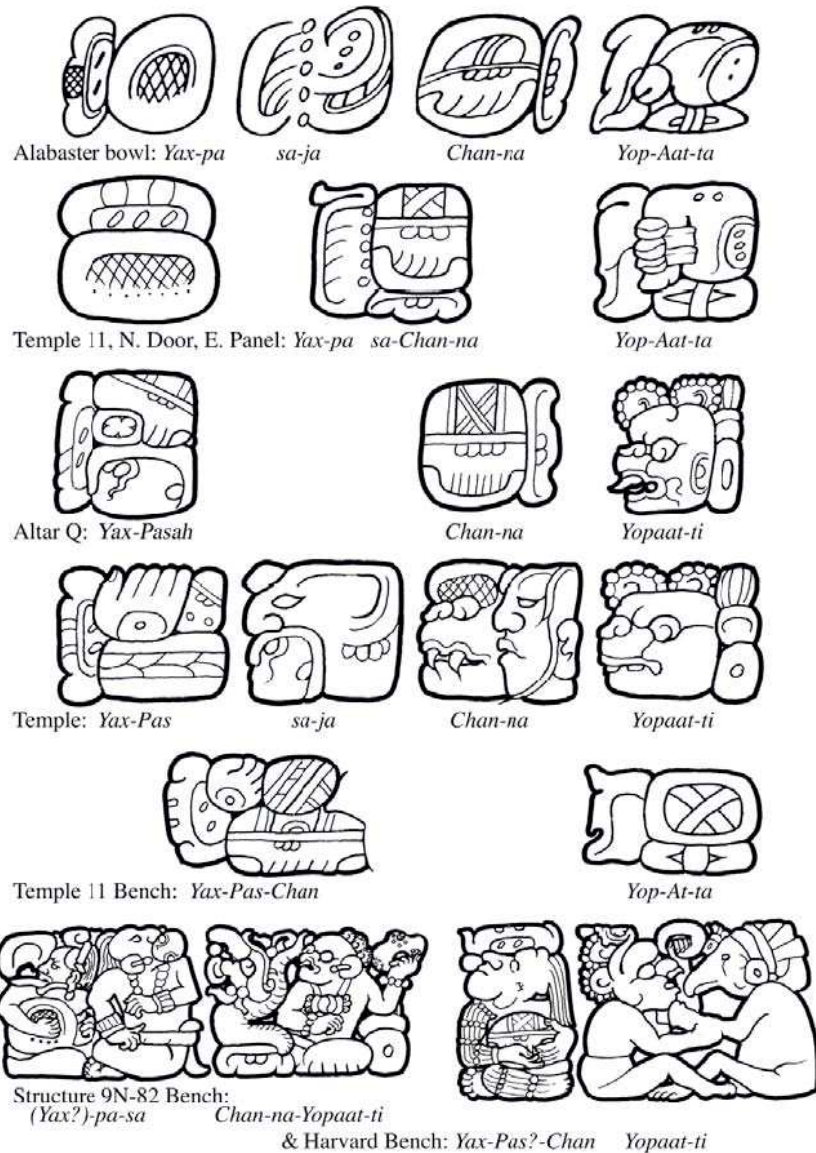 Alabaster bowl: Yax-pa sa-ja Chan-na Yop-Aat-ta
Temple 11, N. Door, E. Panel: Yax-pa sa-Chan-na Yop-Aat-ta
Altar Q: Yax-Pasah Chan-na Yopaat-ti
Temple: Yax-Pas sa-ja Chan-na Yopaat-ti
Temple 11 Bench: Yax-Pas-Chan Yop-At-ta
Structure 9N-82 Bench:
(Yax?)-pa-sa Chan-na-Yopaat-ti
& Harvard Bench: Yax-Pas?-Chan Yopaat-ti